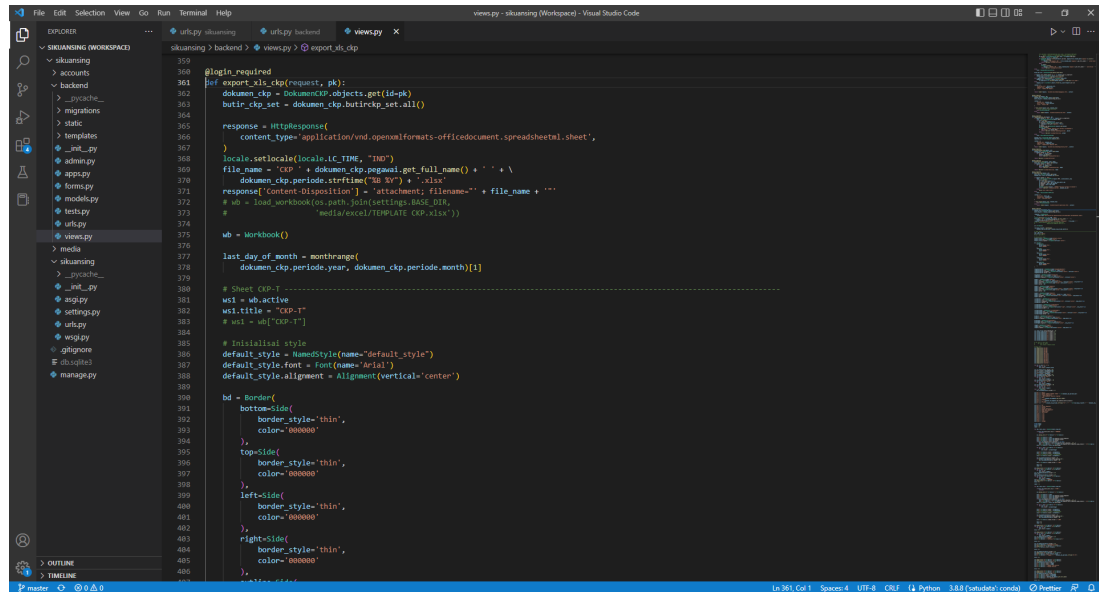 File Edit Selection View Go Run Terminal Help
views.py - sikuansing (Workspace) - Visual Studio Code
EXPLORER
SIKUANSING (WORKSPACE)
sikuansing
accounts
backend
__pycache__
migrations
static
templates
__init__.py
admin.py
apps.py
forms.py
models.py
tests.py
urls.py
views.py
media
sikuansing
__pycache__
__init__.py
asgi.py
settings.py
urls.py
wsgi.py
.gitignore
db.sqlite3
manage.py
OUTLINE
TIMELINE
urls.py sikuansing urls.py backend views.py
sikuansing > backend > views.py > export_xls_ckp
359
360 @login_required
361 def export_xls_ckp(request, pk):
362 dokumen_ckp = DokumenCKP.objects.get(id=pk)
363 butir_ckp_set = dokumen_ckp.butirckp_set.all()
364
365 response = HttpResponse(
366 content_type='application/vnd.openxmlformats-officedocument.spreadsheetml.sheet',
367 )
368 locale.setlocale(locale.LC_TIME, "IND")
369 file_name = 'CKP ' + dokumen_ckp.pegawai.get_full_name() + ' ' + \
370 dokumen_ckp.periode.strftime("%B %Y") + '.xlsx'
371 response['Content-Disposition'] = 'attachment; filename="' + file_name + '"'
372 # wb = load_workbook(os.path.join(settings.BASE_DIR,
373 # 'media/excel/TEMPLATE CKP.xlsx'))
374
375 wb = Workbook()
376
377 last_day_of_month = monthrange(
378 dokumen_ckp.periode.year, dokumen_ckp.periode.month)[1]
379
380 # Sheet CKP-T ----------------------------------------------------------------------------------------------------
381 ws1 = wb.active
382 ws1.title = "CKP-T"
383 # ws1 = wb["CKP-T"]
384
385 # Inisialisai style
386 default_style = NamedStyle(name="default_style")
387 default_style.font = Font(name='Arial')
388 default_style.alignment = Alignment(vertical='center')
389
390 bd = Border(
391 bottom=Side(
392 border_style='thin',
393 color='000000'
394 ),
395 top=Side(
396 border_style='thin',
397 color='000000'
398 ),
399 left=Side(
400 border_style='thin',
401 color='000000'
402 ),
403 right=Side(
404 border_style='thin',
405 color='000000'
406 ),
master 0 0 Ln 361, Col 1 Spaces: 4 UTF-8 CRLF Python 3.8.8 ('satudata': conda) Prettier